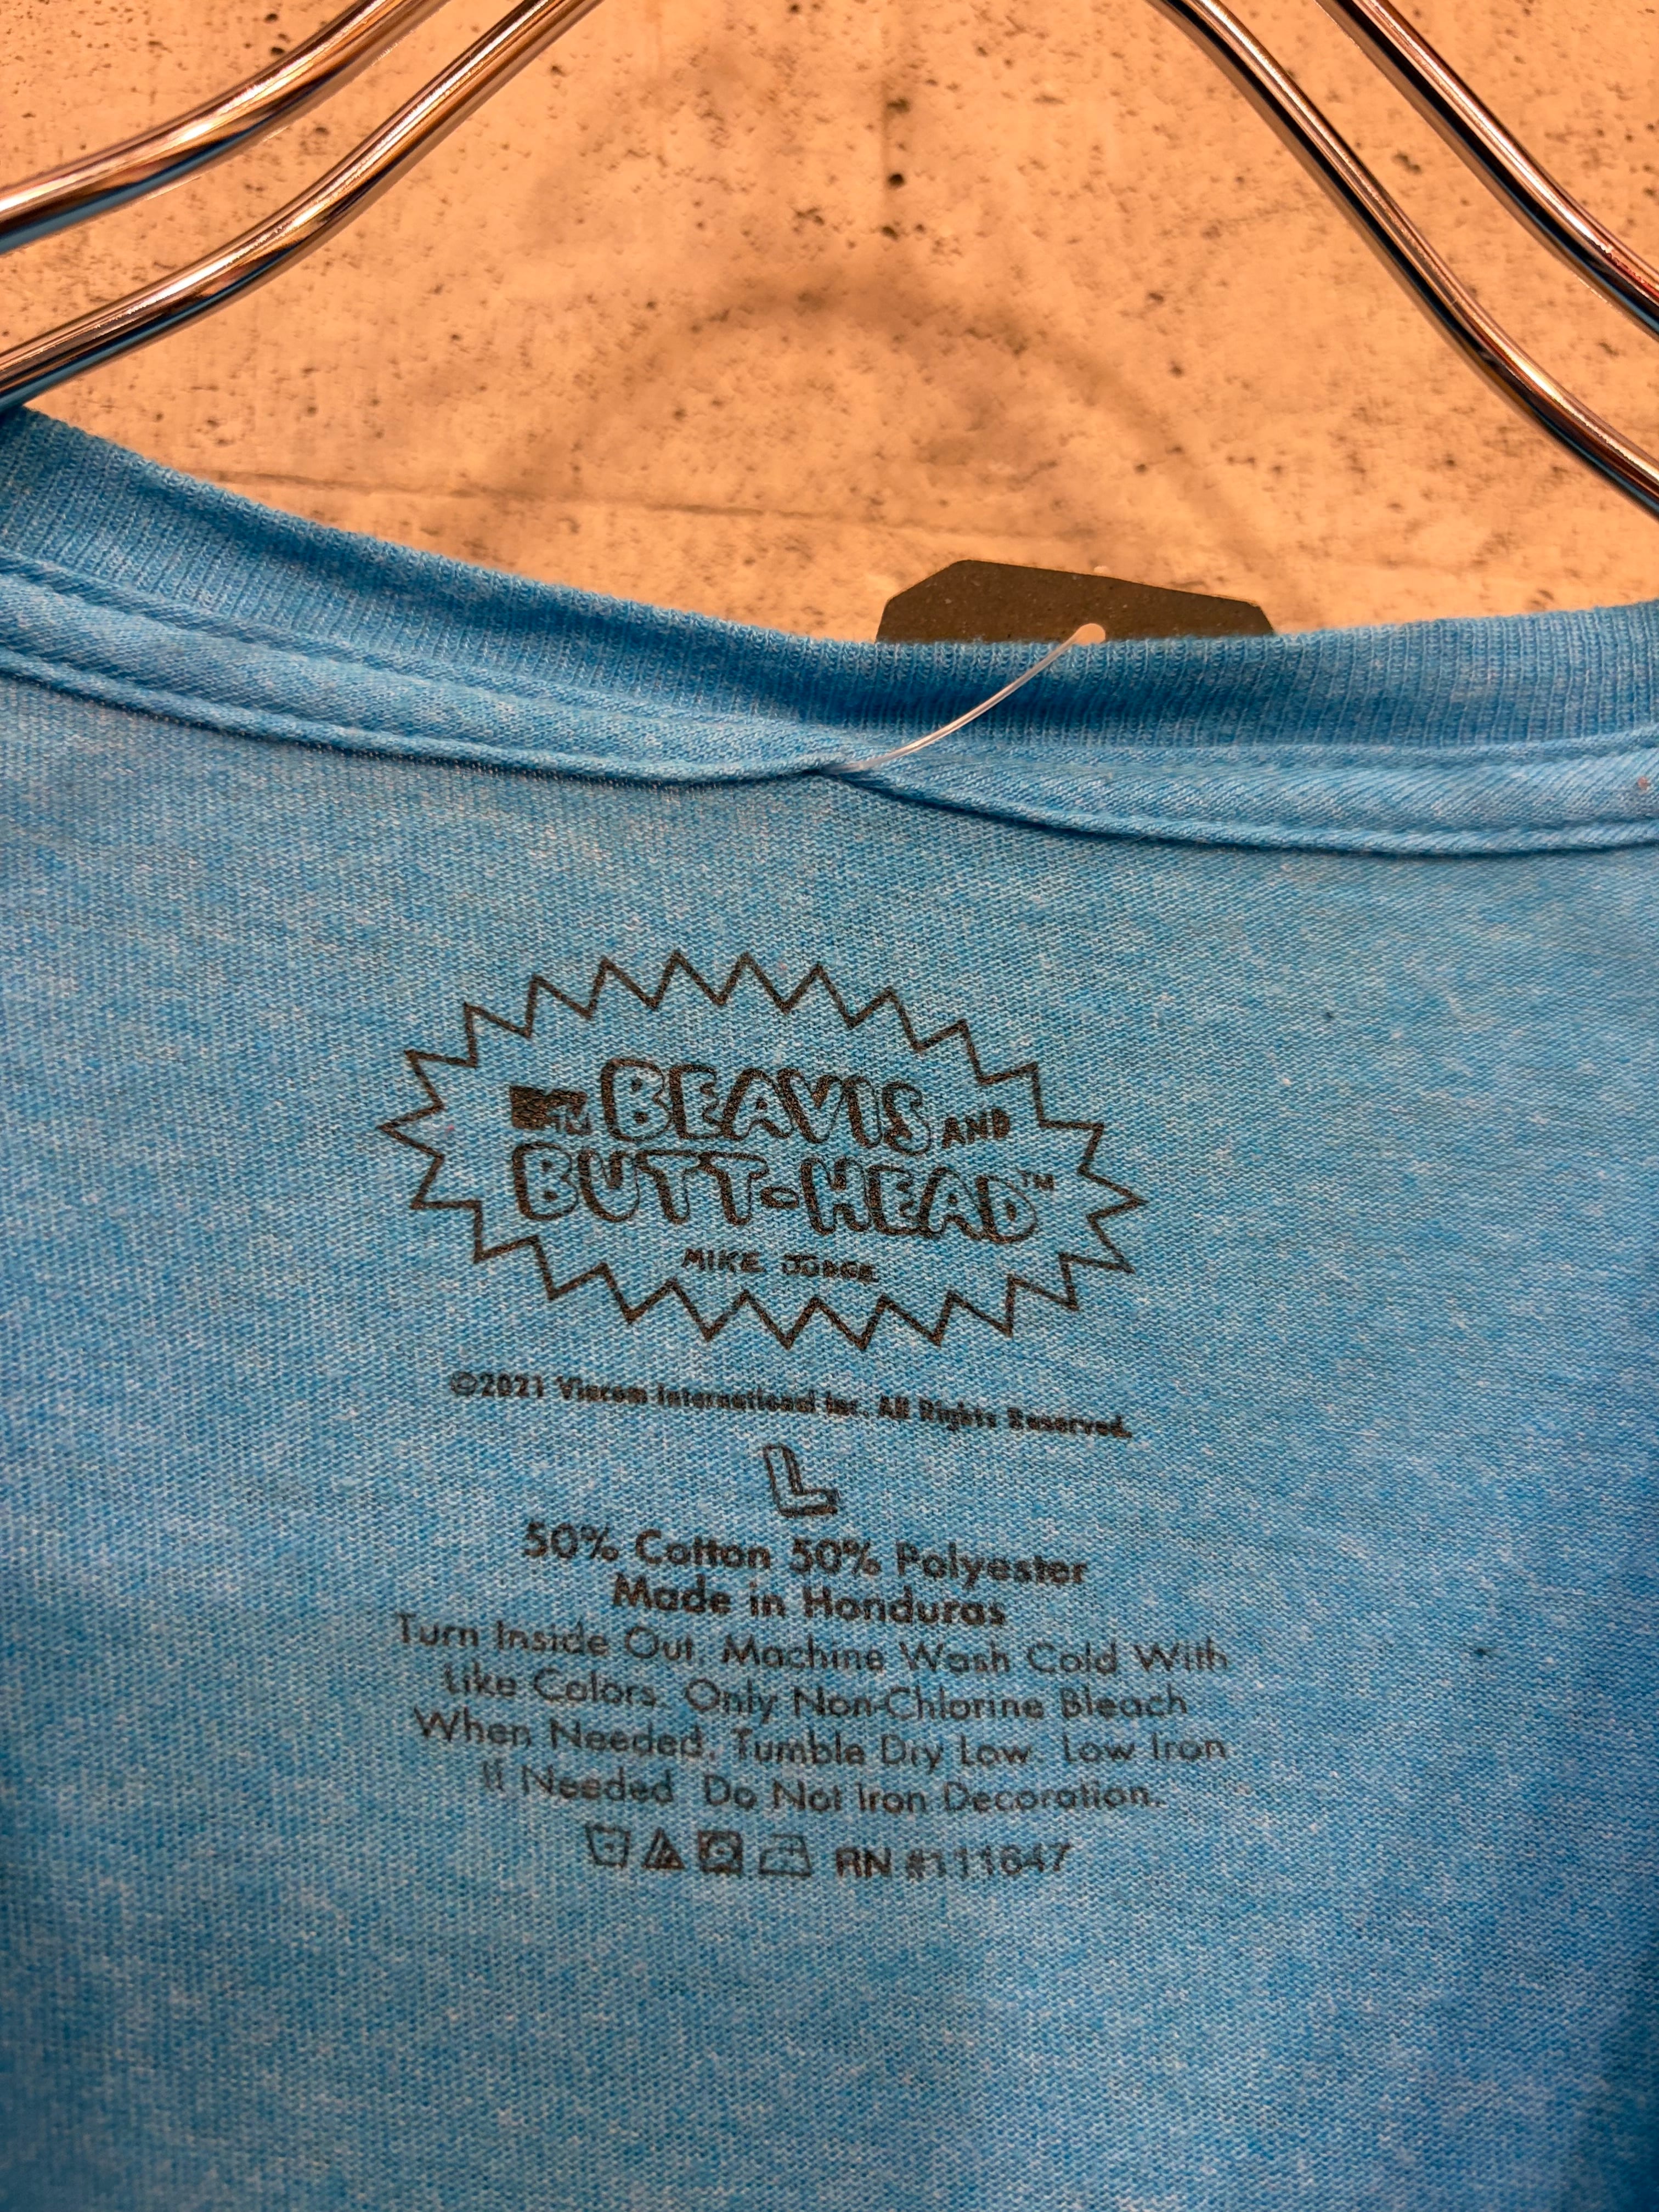 MTV BEAVIS AND
BUTT-HEAD™
MIKE JUDGE
©2021 Viacom International Inc. All Rights Reserved.
L
50% Cotton 50% Polyester
Made in Honduras
Turn Inside Out. Machine Wash Cold With
Like Colors. Only Non-Chlorine Bleach
When Needed. Tumble Dry Low. Low Iron
If Needed. Do Not Iron Decoration.
RN #111647